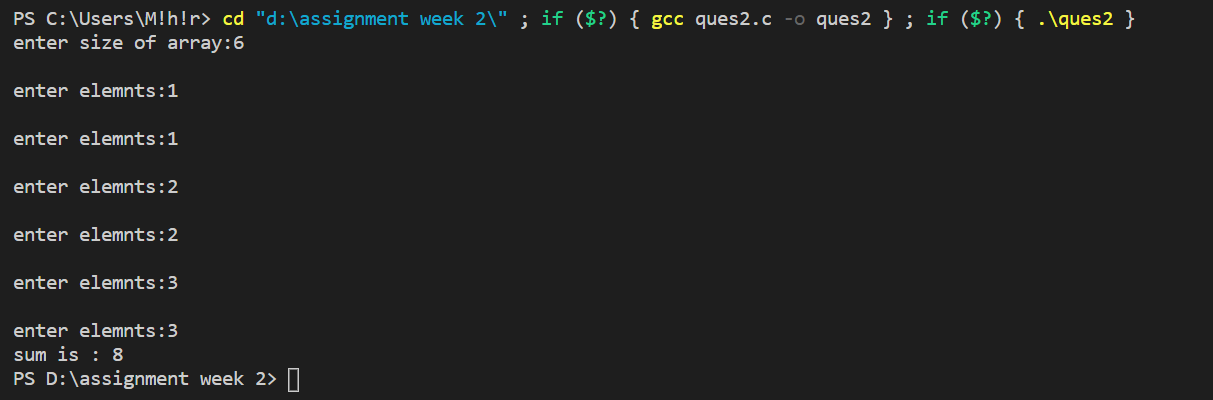 PS C:\Users\M!h!r> cd "d:\assignment week 2\" ; if ($?) { gcc ques2.c -o ques2 } ; if ($?) { .\ques2 }
enter size of array:6
enter elemnts:1
enter elemnts:1
enter elemnts:2
enter elemnts:2
enter elemnts:3
enter elemnts:3
sum is : 8
PS D:\assignment week 2>